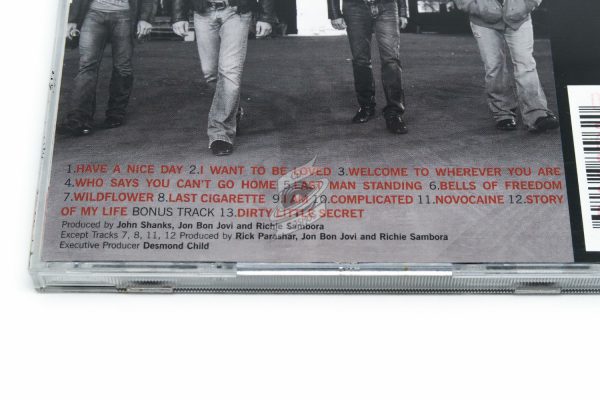 1.HAVE A NICE DAY 2.I WANT TO BE LOVED 3.WELCOME TO WHEREVER YOU ARE
4.WHO SAYS YOU CAN'T GO HOME 5.LAST MAN STANDING 6.BELLS OF FREEDOM
7.WILDFLOWER 8.LAST CIGARETTE 9.I AM 10.COMPLICATED 11.NOVOCAINE 12.STORY
OF MY LIFE BONUS TRACK 13.DIRTY LITTLE SECRET
Produced by John Shanks, Jon Bon Jovi and Richie Sambora
Except Tracks 7, 8, 11, 12 Produced by Rick Parashar, Jon Bon Jovi and Richie Sambora
Executive Producer Desmond Child